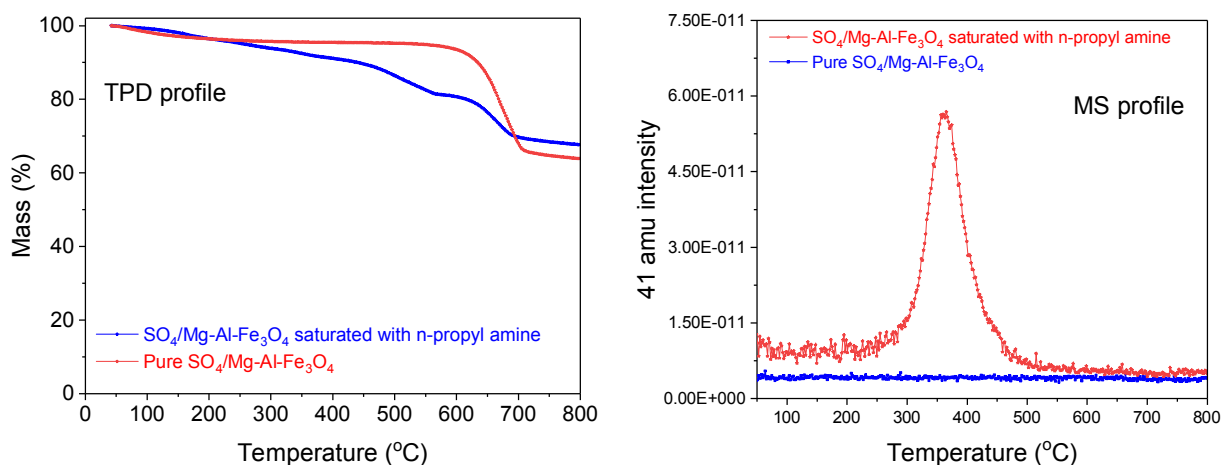 100
80
60
40
20
0
Mass (%)
TPD profile
SO₄/Mg-Al-Fe₃O₄ saturated with n-propyl amine
Pure SO₄/Mg-Al-Fe₃O₄
0 100 200 300 400 500 600 700 800
Temperature (°C)
7.50E-011
6.00E-011
4.50E-011
3.00E-011
1.50E-011
0.00E+000
41 amu intensity
SO₄/Mg-Al-Fe₃O₄ saturated with n-propyl amine
Pure SO₄/Mg-Al-Fe₃O₄
MS profile
100 200 300 400 500 600 700 800
Temperature (°C)